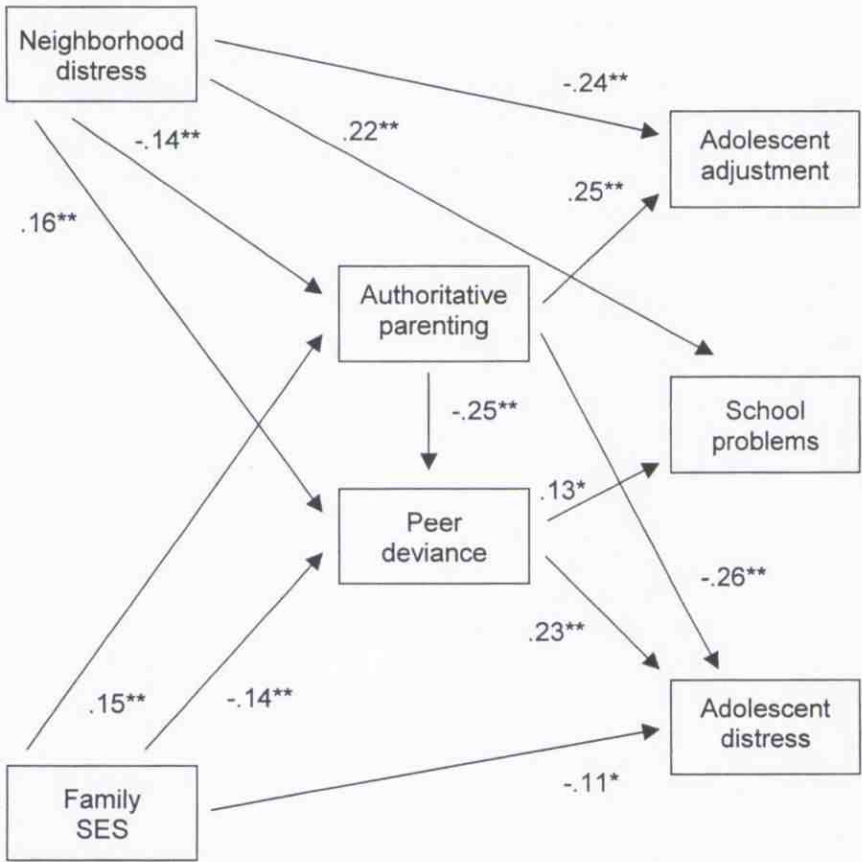 Neighborhood
distress
-.24**
-.14**
.22**
Adolescent
adjustment
.16**
.25**
Authoritative
parenting
-.25**
School
problems
Peer
deviance
.13*
-.26**
.23**
.15**
-.14**
Adolescent
distress
-.11*
Family
SES